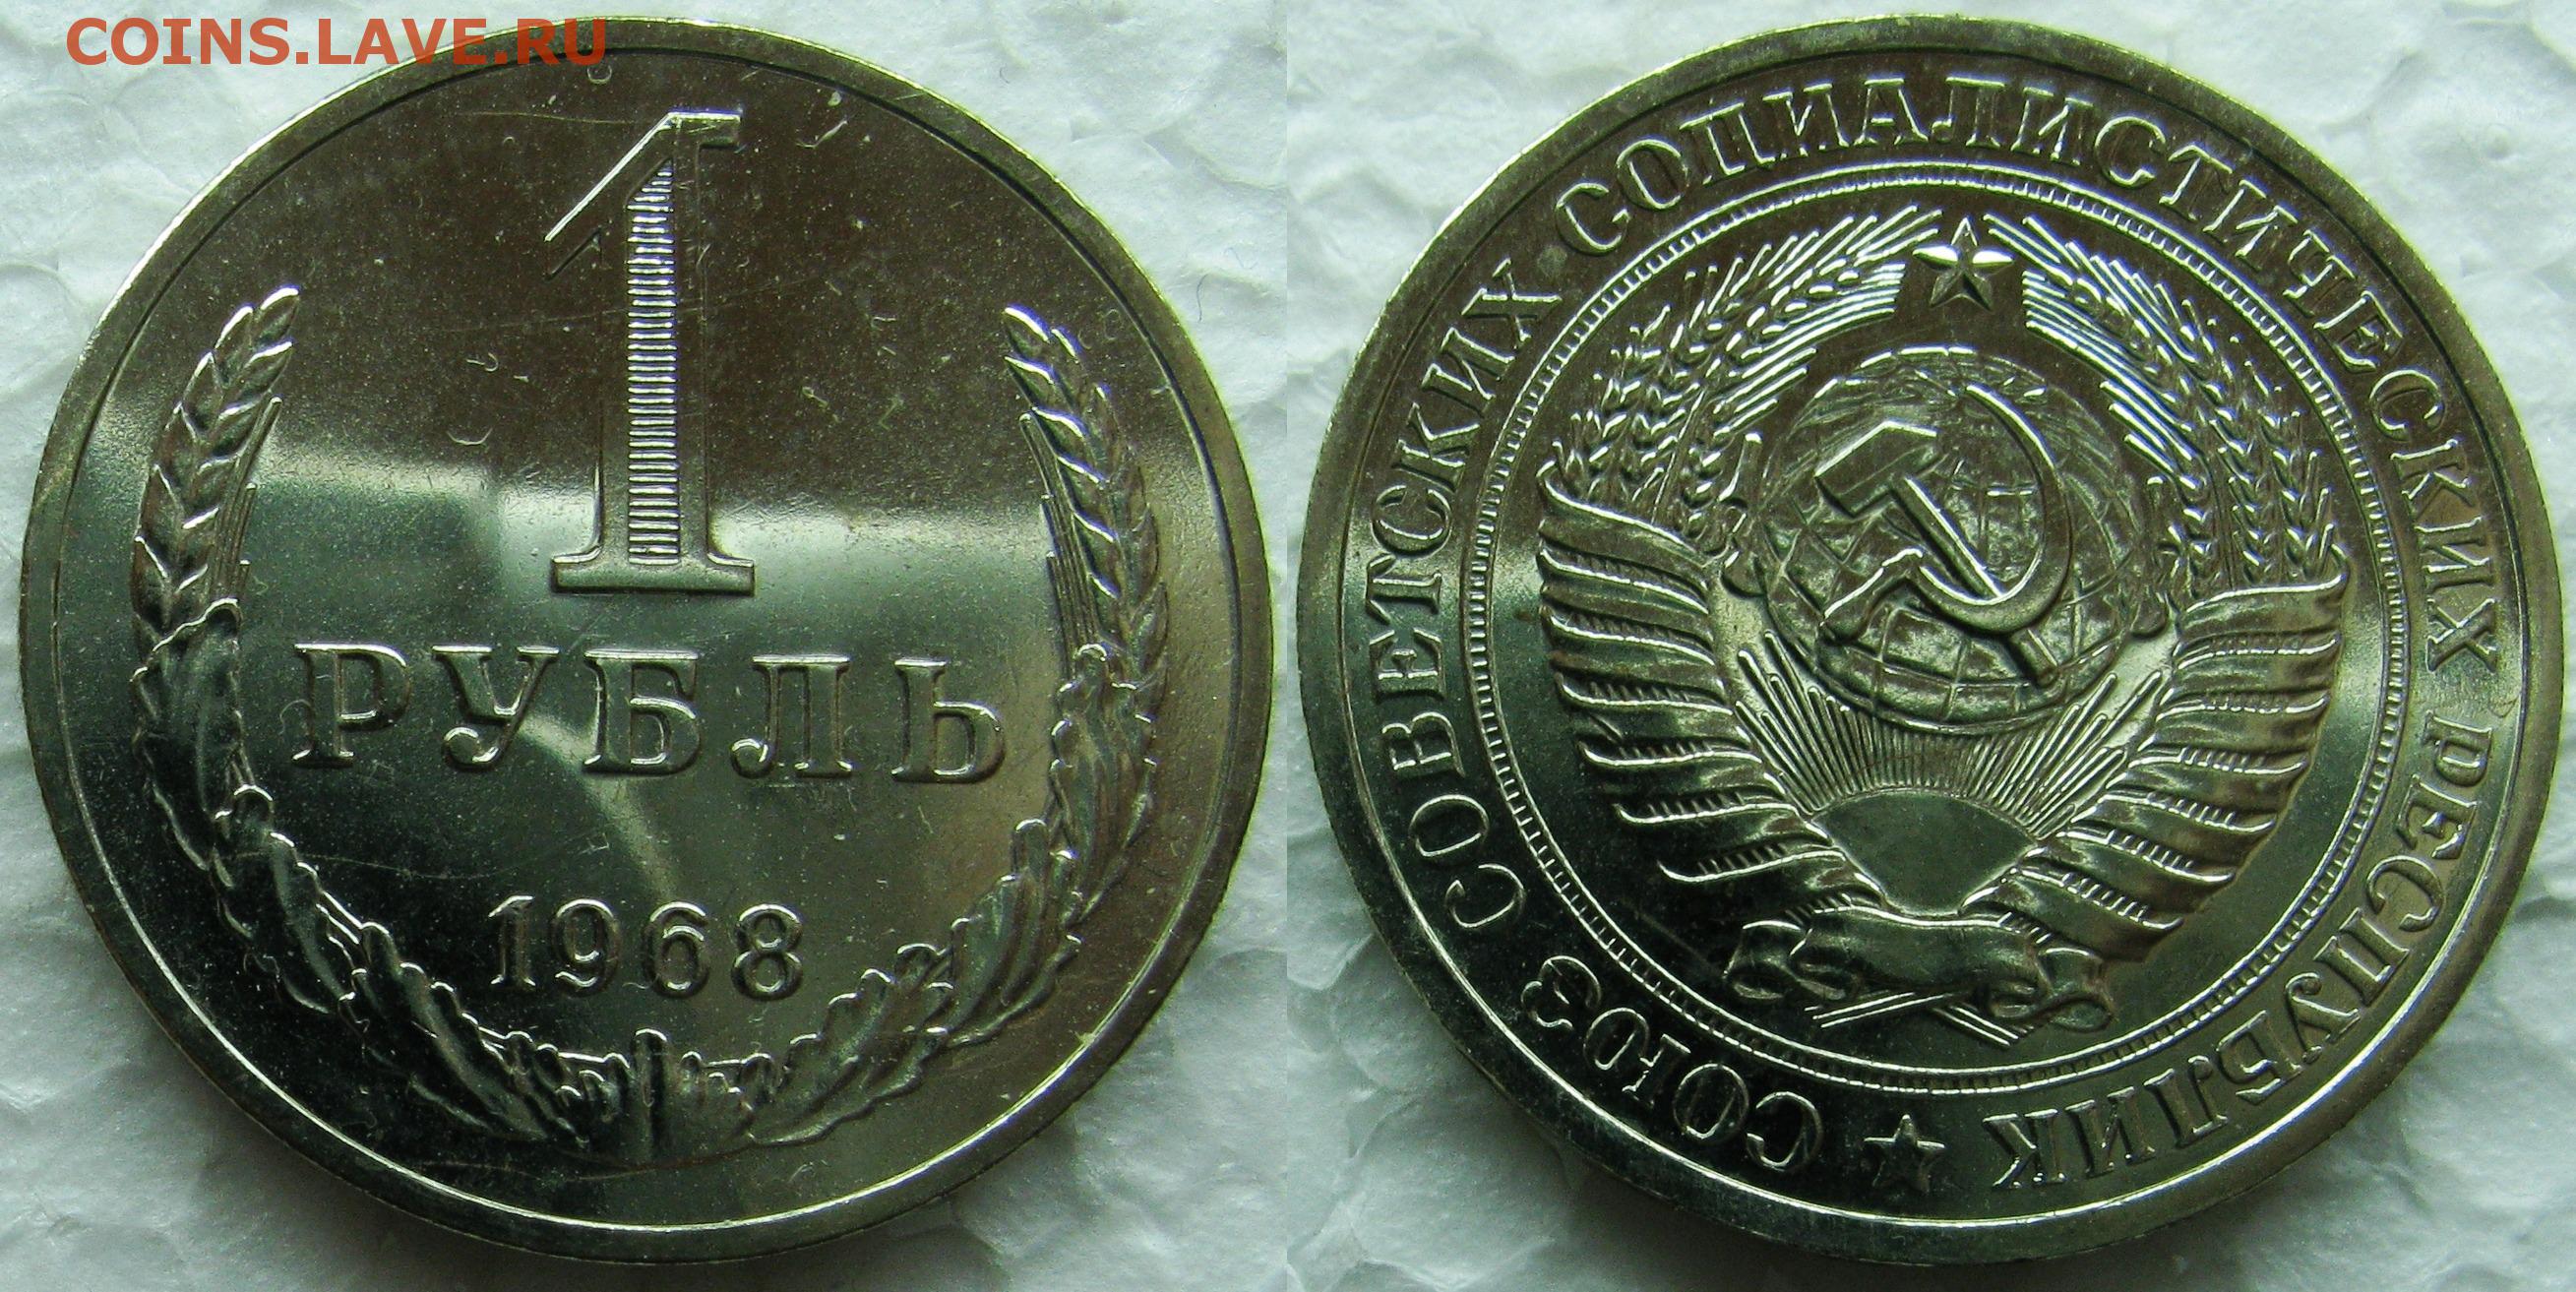 COINS.LAVE.RU
1
РУБЛЬ
1968
СОЮЗ СОВЕТСКИХ СОЦИАЛИСТИЧЕСКИХ РЕСПУБЛИК